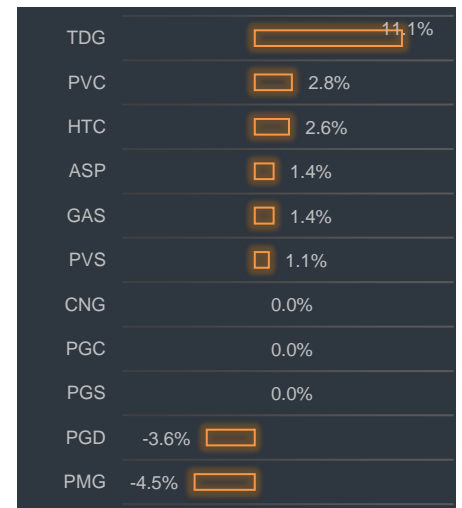 TDG 11.1%
PVC 2.8%
HTC 2.6%
ASP 1.4%
GAS 1.4%
PVS 1.1%
CNG 0.0%
PGC 0.0%
PGS 0.0%
PGD -3.6%
PMG -4.5%